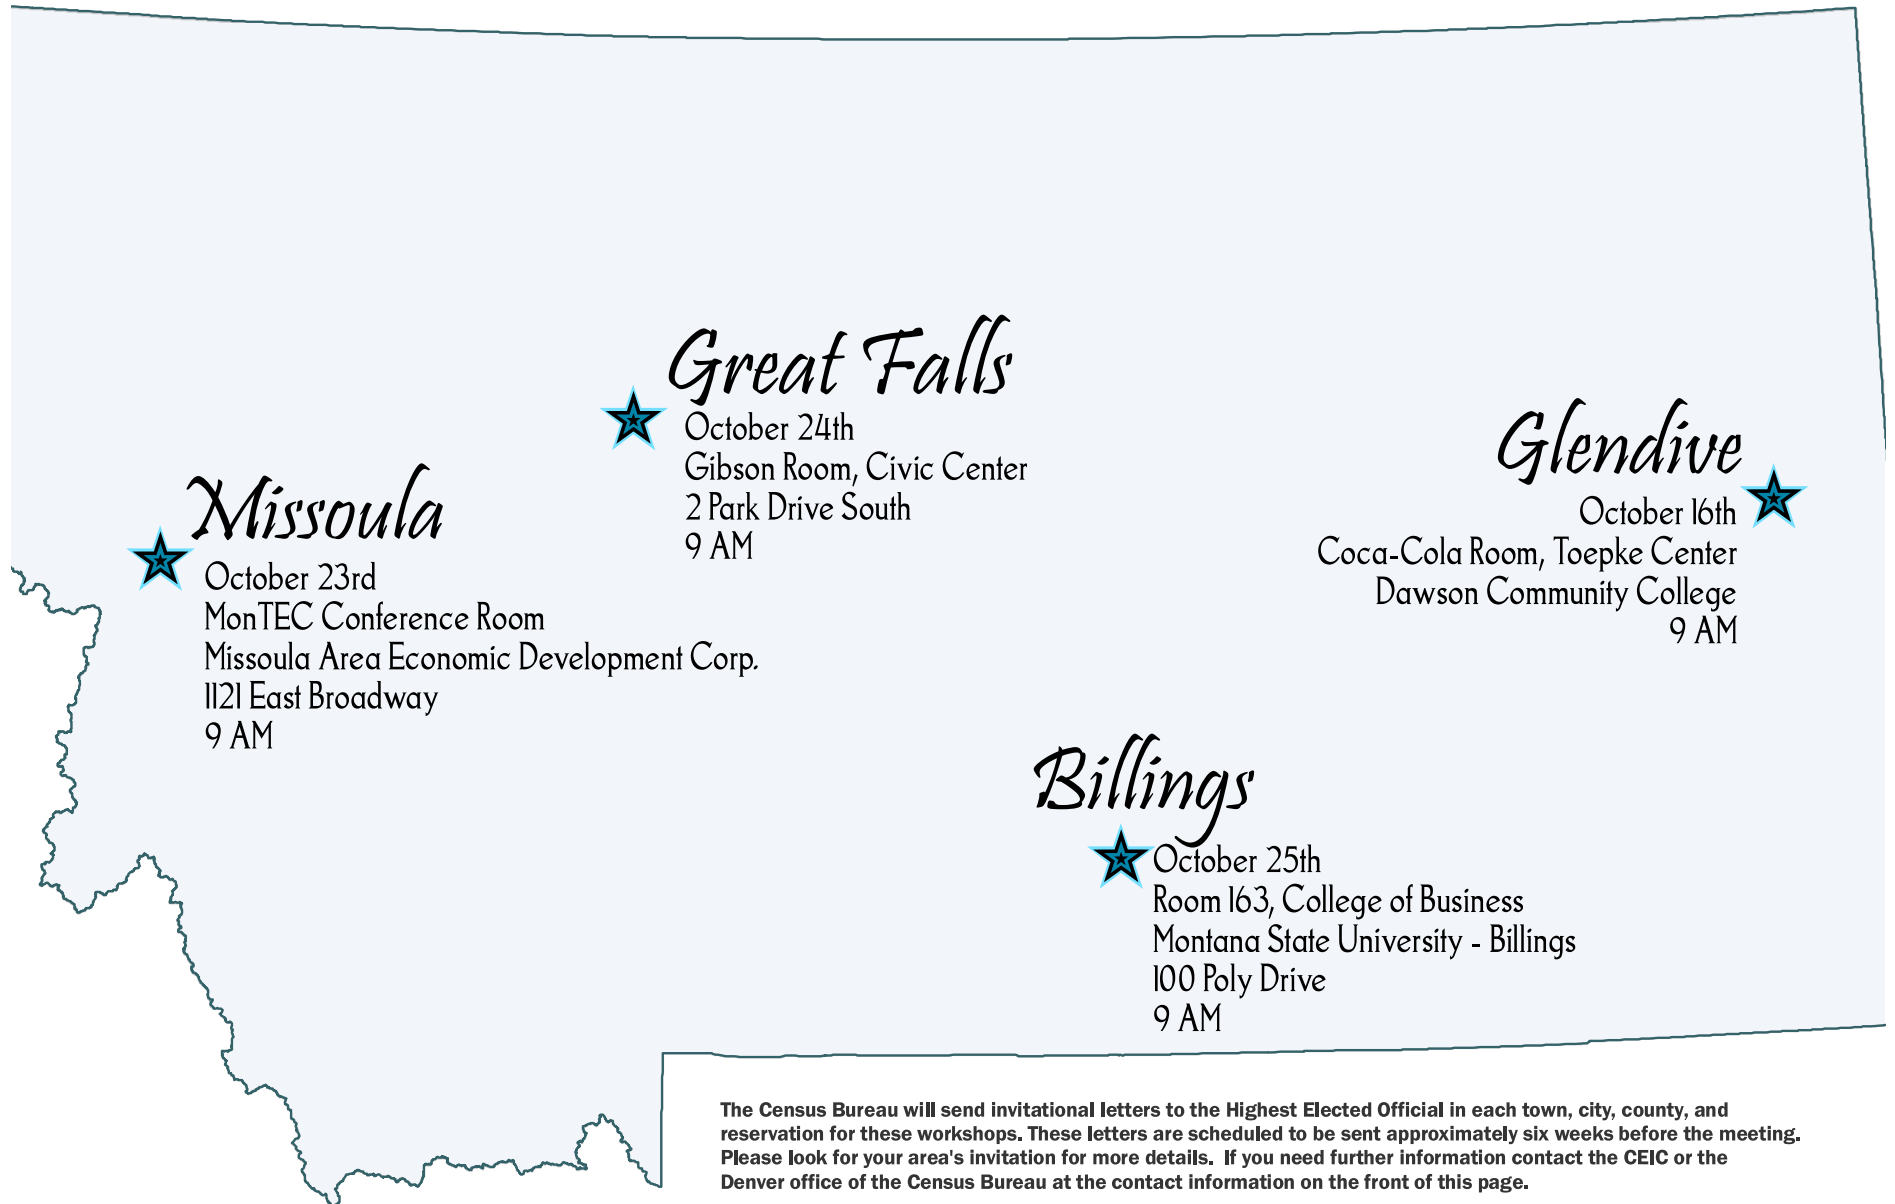 Great Falls
October 24th
Gibson Room, Civic Center
2 Park Drive South
9 AM
Glendive
October 16th
Coca-Cola Room, Toepke Center
Dawson Community College
9 AM
Missoula
October 23rd
MonTEC Conference Room
Missoula Area Economic Development Corp.
1121 East Broadway
9 AM
Billings
October 25th
Room 163, College of Business
Montana State University - Billings
100 Poly Drive
9 AM
The Census Bureau will send invitational letters to the Highest Elected Official in each town, city, county, and
reservation for these workshops. These letters are scheduled to be sent approximately six weeks before the meeting.
Please look for your area's invitation for more details.  If you need further information contact the CEIC or the
Denver office of the Census Bureau at the contact information on the front of this page.